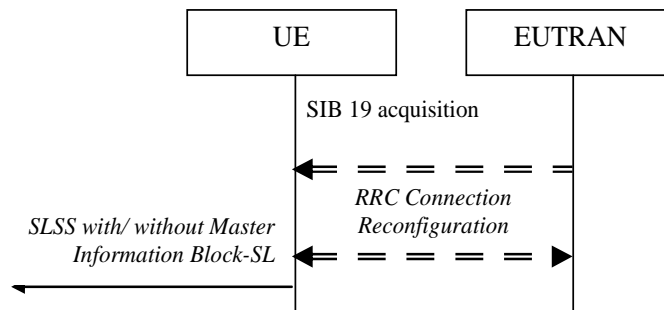 UE
EUTRAN
SIB 19 acquisition
RRC Connection
Reconfiguration
SLSS with/ without Master
Information Block-SL